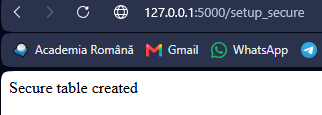 127.0.0.1:5000/setup_secure
Academia Română Gmail WhatsApp
Secure table created